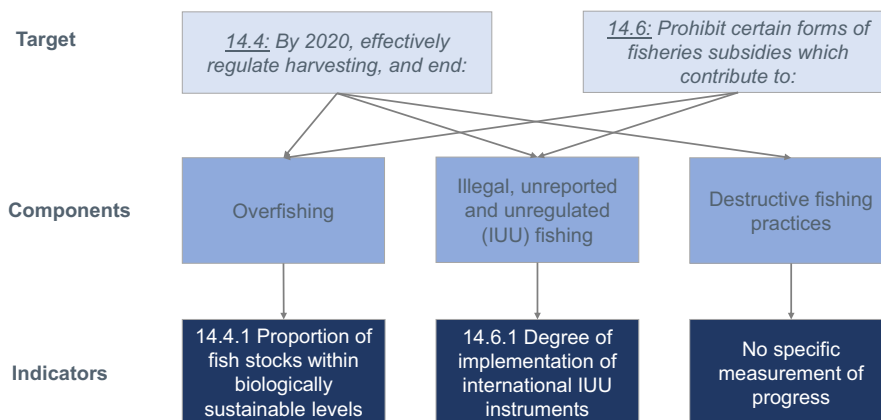 Target
14.4: By 2020, effectively
regulate harvesting, and end:
14.6: Prohibit certain forms of
fisheries subsidies which
contribute to:
Components
Overfishing
Illegal, unreported
and unregulated
(IUU) fishing
Destructive fishing
practices
Indicators
14.4.1 Proportion of
fish stocks within
biologically
sustainable levels
14.6.1 Degree of
implementation of
international IUU
instruments
No specific
measurement of
progress